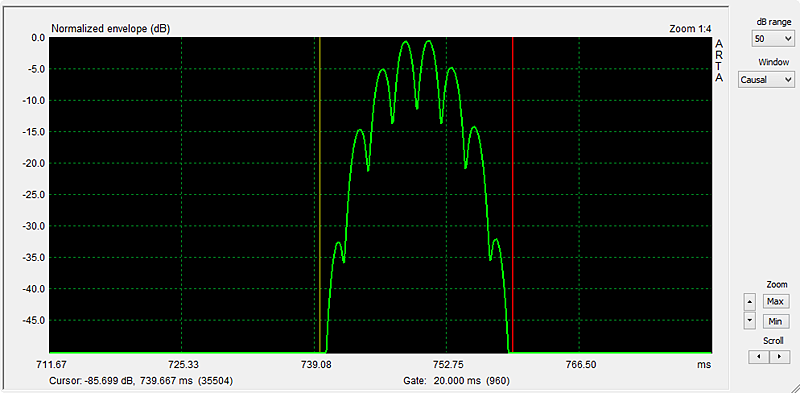 Normalized envelope (dB)
Zoom 1:4
dB range
50
0.0
A
R
T
A
Window
Causal
-5.0
-10.0
-15.0
-20.0
-25.0
-30.0
-35.0
-40.0
-45.0
Zoom
Max
Min
Scroll
711.67
725.33
739.08
752.75
766.50
ms
Cursor: -85.699 dB, 739.667 ms (35504)
Gate: 20.000 ms (960)